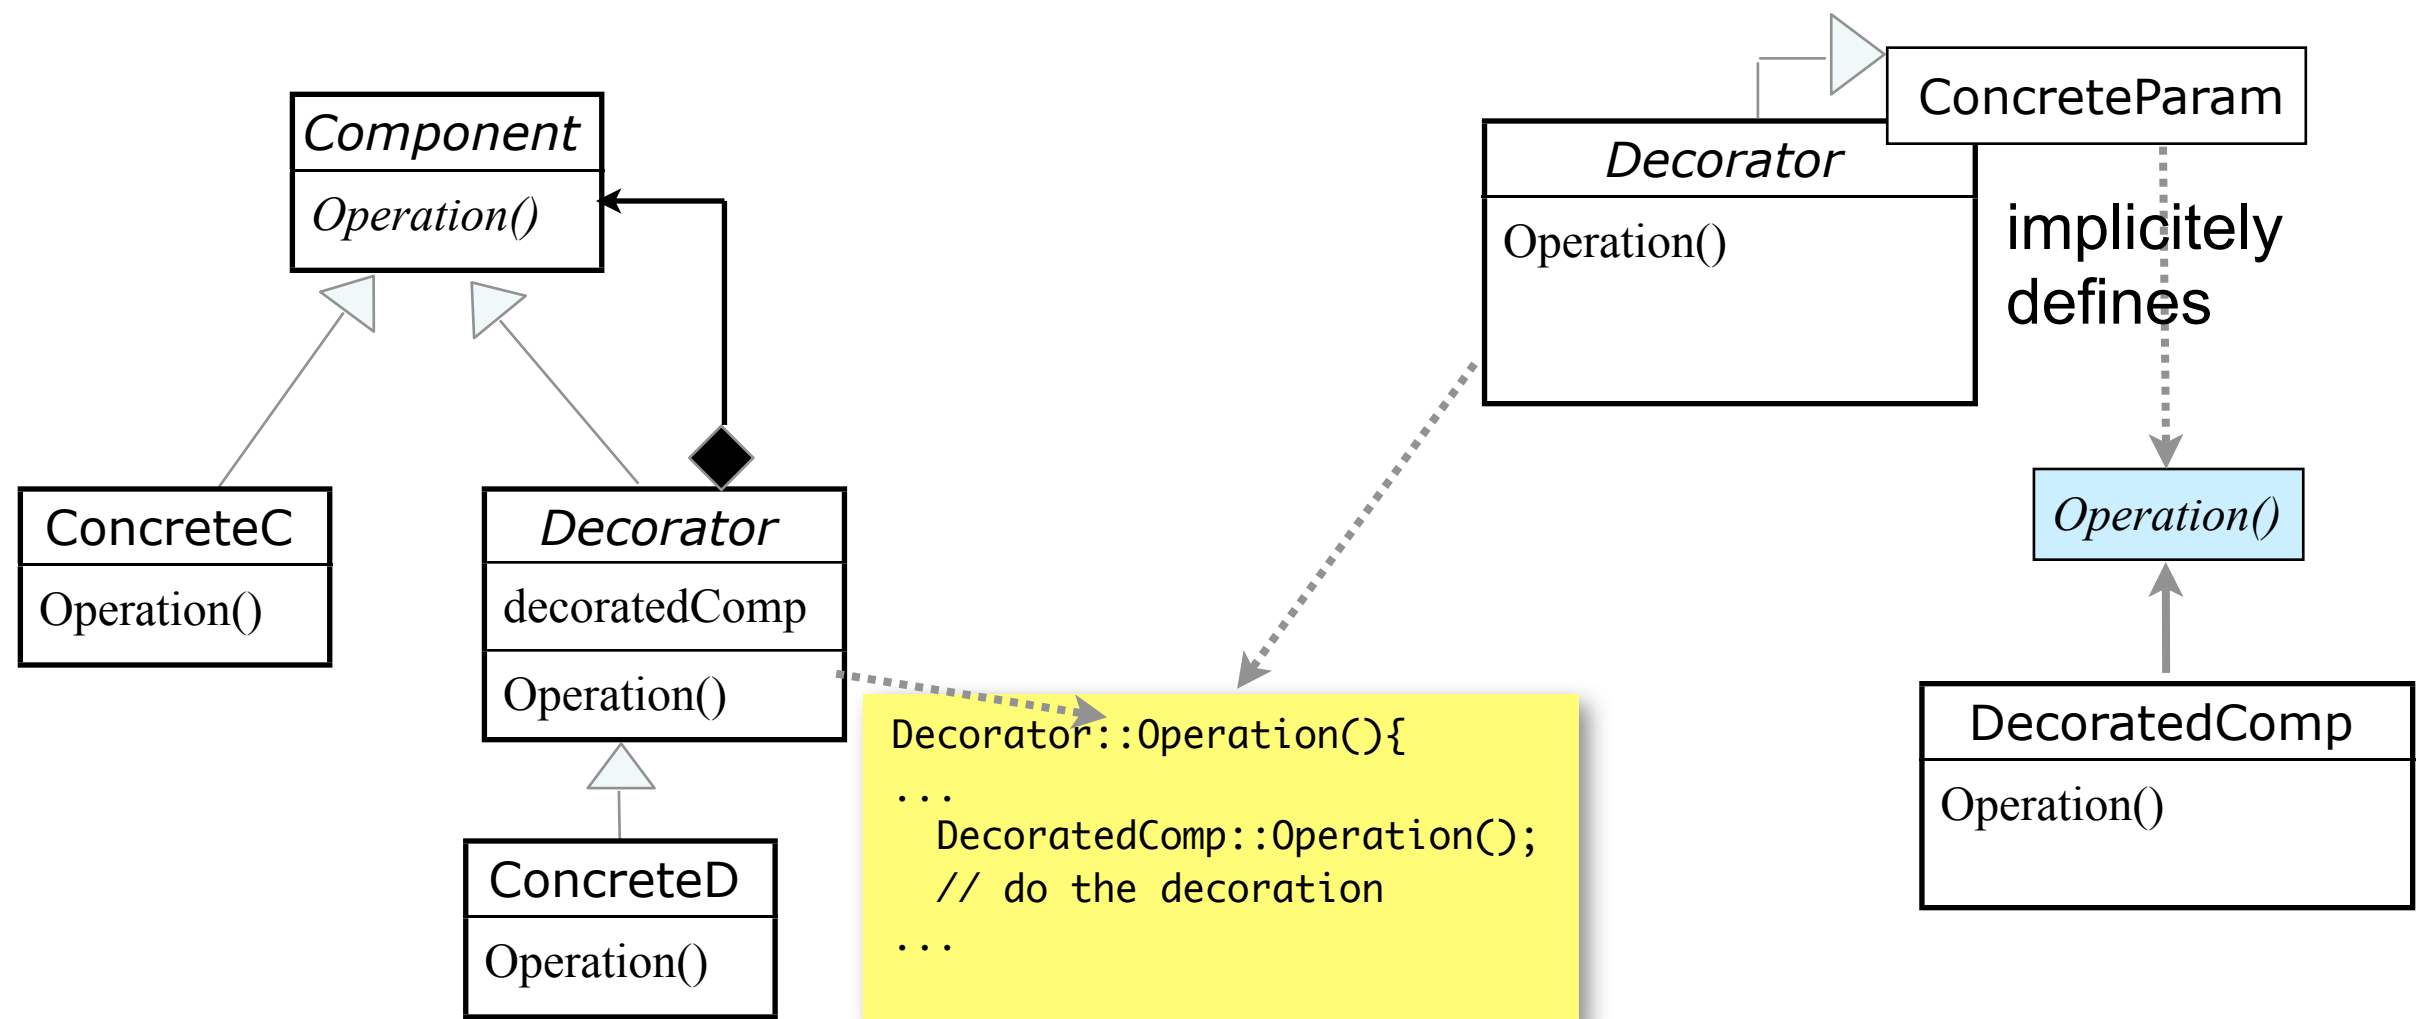 Component
Operation()
ConcreteC
Operation()
Decorator
decoratedComp
Operation()
ConcreteD
Operation()
Decorator::Operation(){
...
DecoratedComp::Operation();
// do the decoration
...
ConcreteParam
Decorator
Operation()
implicitely
defines
Operation()
DecoratedComp
Operation()